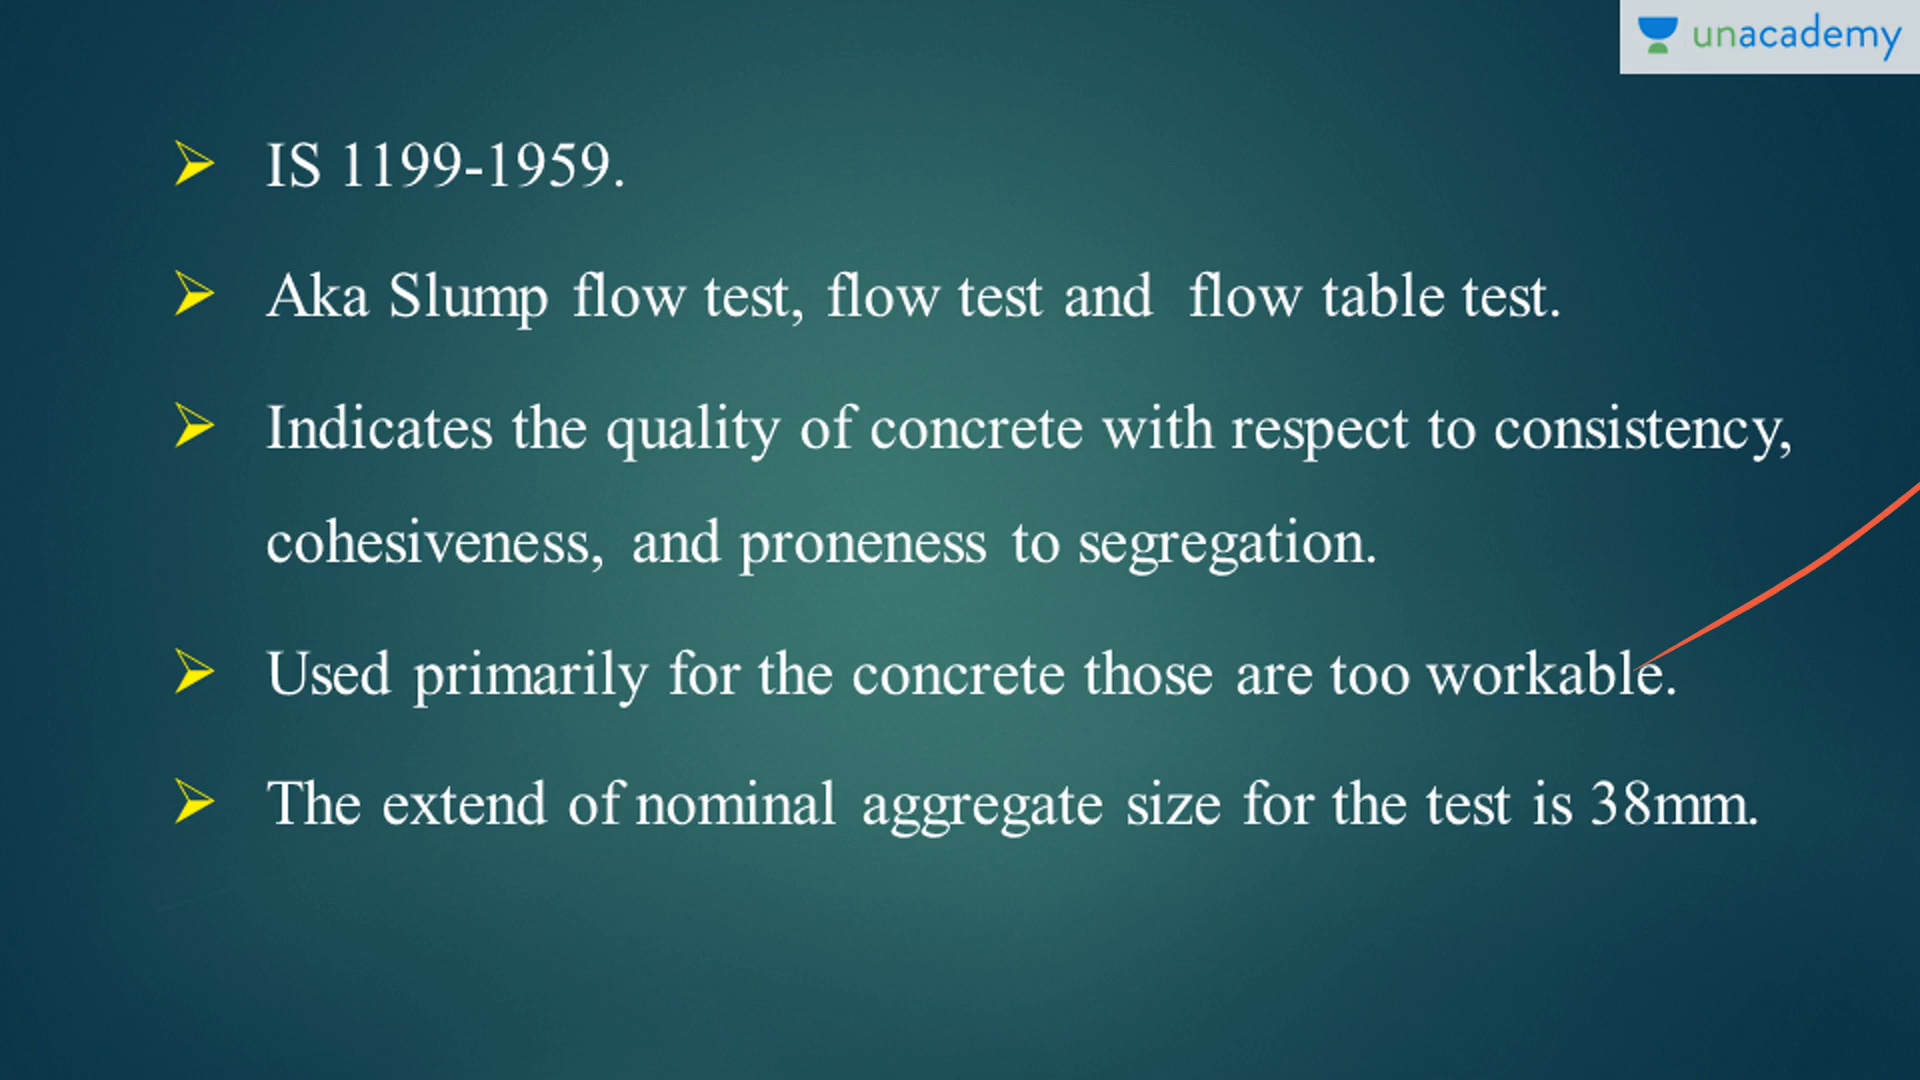 unacademy
IS 1199-1959.
Aka Slump flow test, flow test and flow table test.
Indicates the quality of concrete with respect to consistency,
cohesiveness, and proneness to segregation.
Used primarily for the concrete those are too workable.
The extend of nominal aggregate size for the test is 38mm.